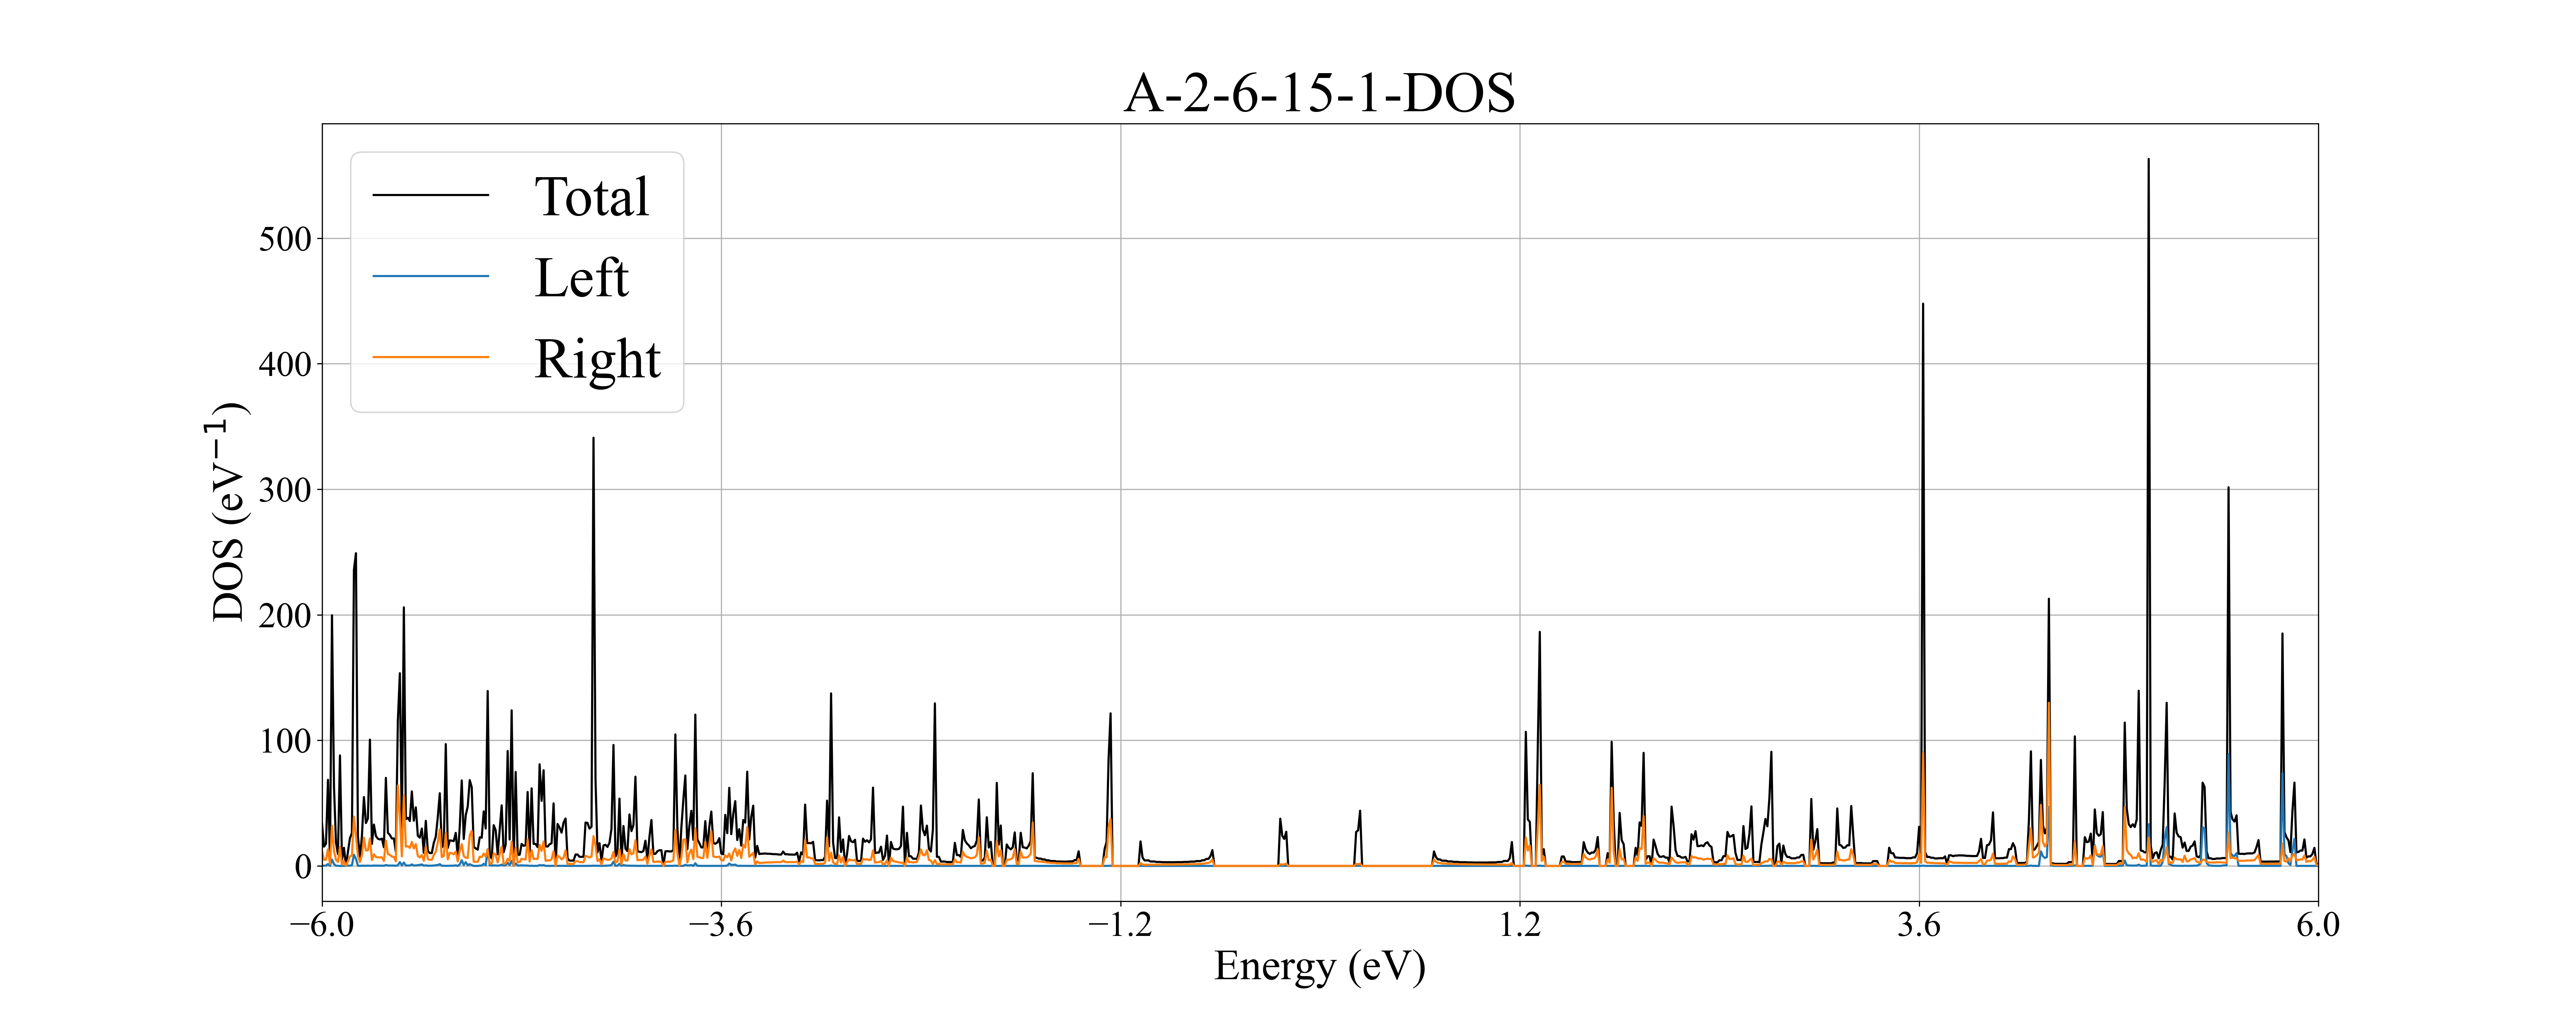 A-2-6-15-1-DOS
Total
Left
Right
DOS (eV⁻¹)
500
400
300
200
100
0
−6.0 −3.6 −1.2 1.2 3.6 6.0
Energy (eV)